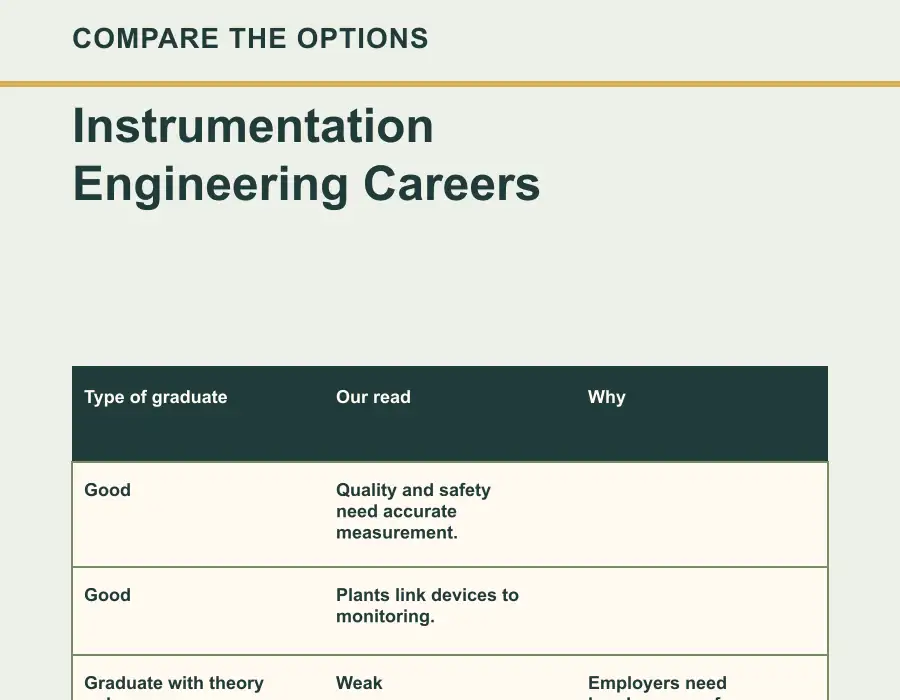 COMPARE THE OPTIONS
Instrumentation
Engineering Careers
Type of graduate
Our read
Why
Good
Quality and safety
need accurate
measurement.
Good
Plants link devices to
monitoring.
Graduate with theory
Weak
Employers need